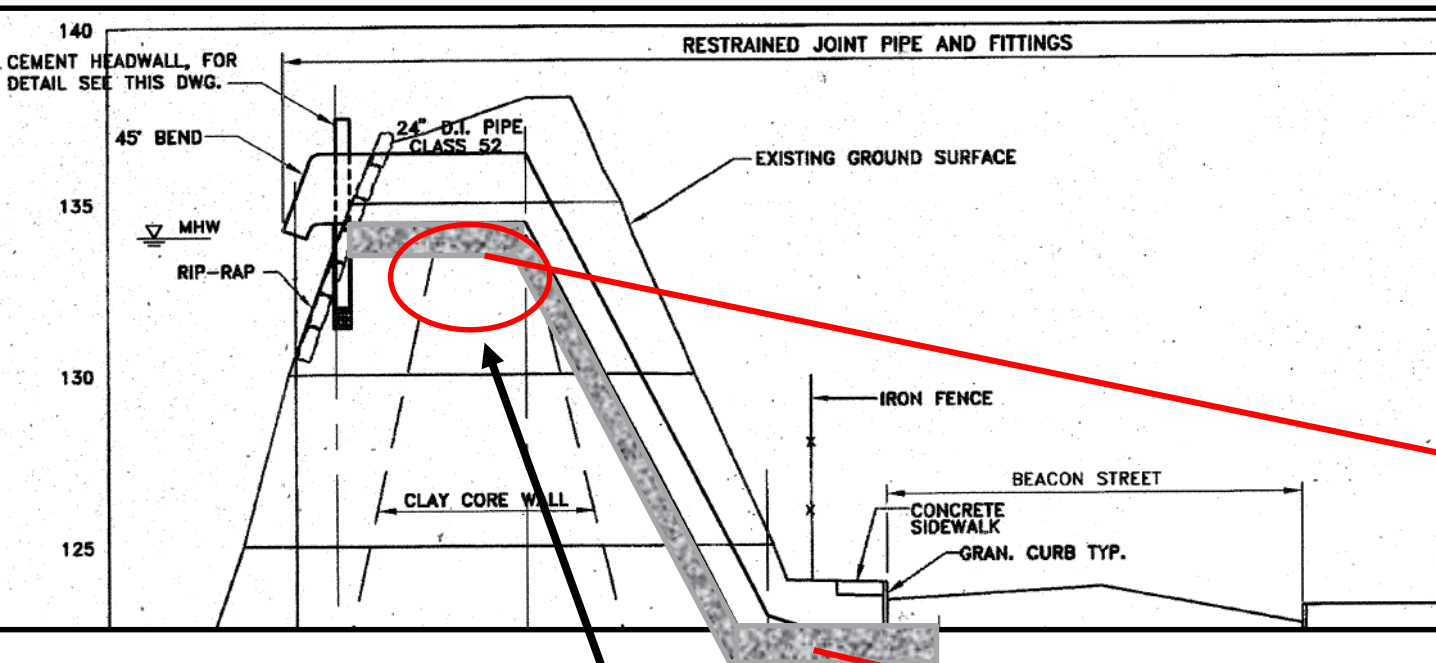 140
RESTRAINED JOINT PIPE AND FITTINGS
CEMENT HEADWALL, FOR
DETAIL SEE THIS DWG.
24" D.I. PIPE
CLASS 52
45° BEND
EXISTING GROUND SURFACE
135
MHW
RIP-RAP
130
IRON FENCE
BEACON STREET
CLAY CORE WALL
CONCRETE
SIDEWALK
GRAN. CURB TYP.
125